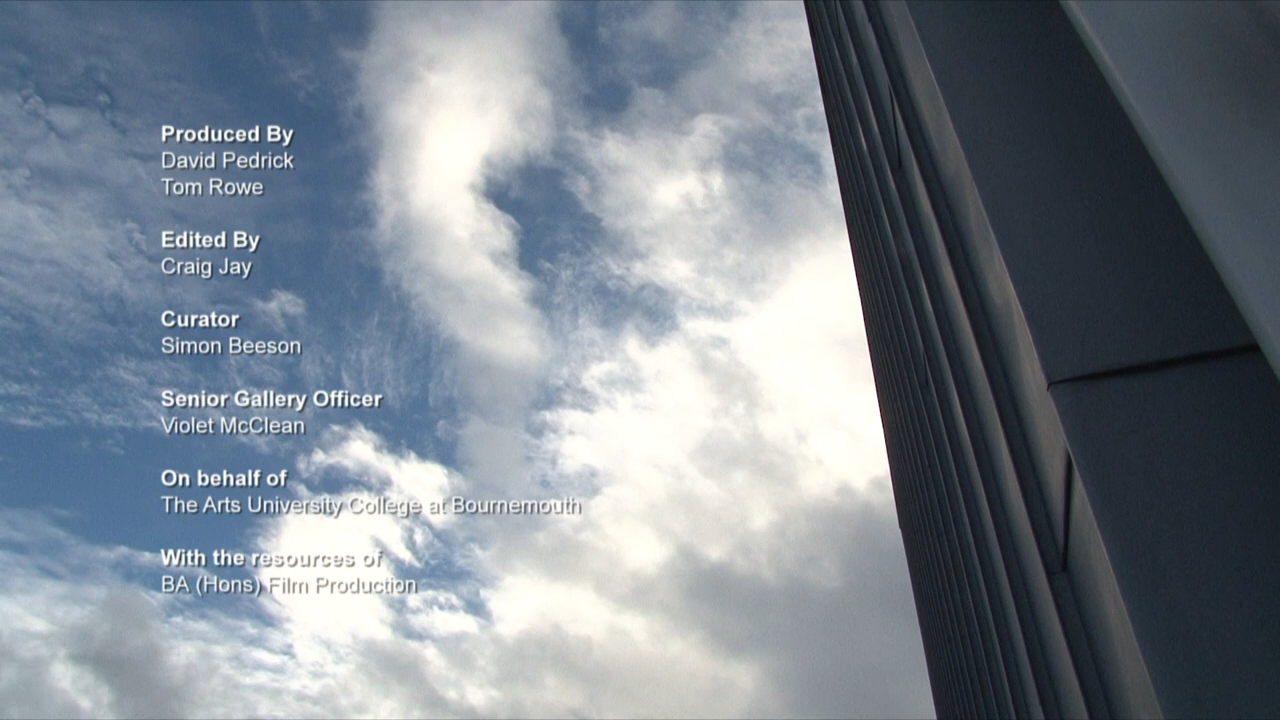 Produced By
David Pedrick
Tom Rowe
Edited By
Craig Jay
Curator
Simon Beeson
Senior Gallery Officer
Violet McClean
On behalf of
The Arts University College at Bournemouth
With the resources of
BA (Hons) Film Production